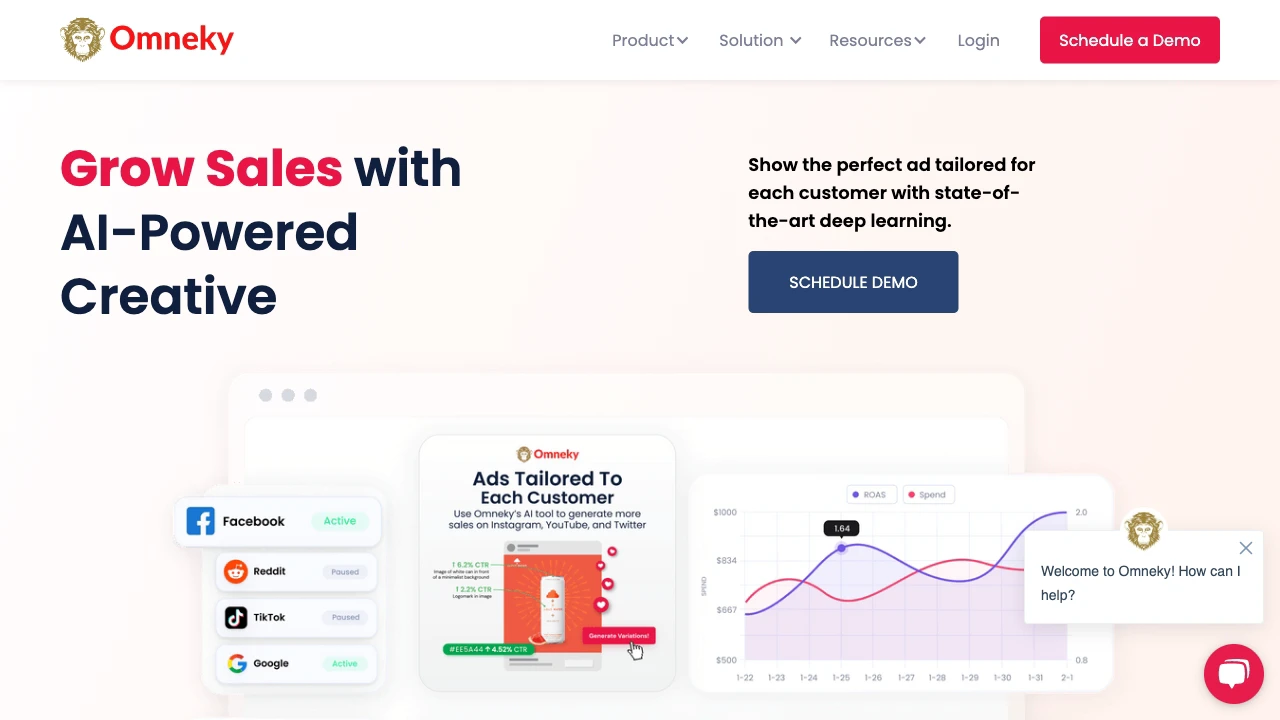 Omneky
Product
Solution
Resources
Login
Schedule a Demo
Grow Sales with
AI-Powered
Creative
Show the perfect ad tailored for
each customer with state-of-
the-art deep learning.
SCHEDULE DEMO
Facebook
Active
Reddit
Paused
TikTok
Paused
Google
Active
Omneky
Ads Tailored To
Each Customer
Use Omneky's AI tool to generate more
sales on Instagram, YouTube, and Twitter
↑ 6.2% CTR
Image of white can in front
of a minimalist background
↑ 2.2% CTR
Logomark in image
Generate Variations!
#EE5A44 ↑ 4.52% CTR
ROAS
Spend
$1000
$834
$667
$500
SPEND
1.64
2.0
0.8
1-22
1-23
1-24
1-25
1-26
1-27
1-28
1-29
1-30
1-31
2-1
Welcome to Omneky! How can I
help?